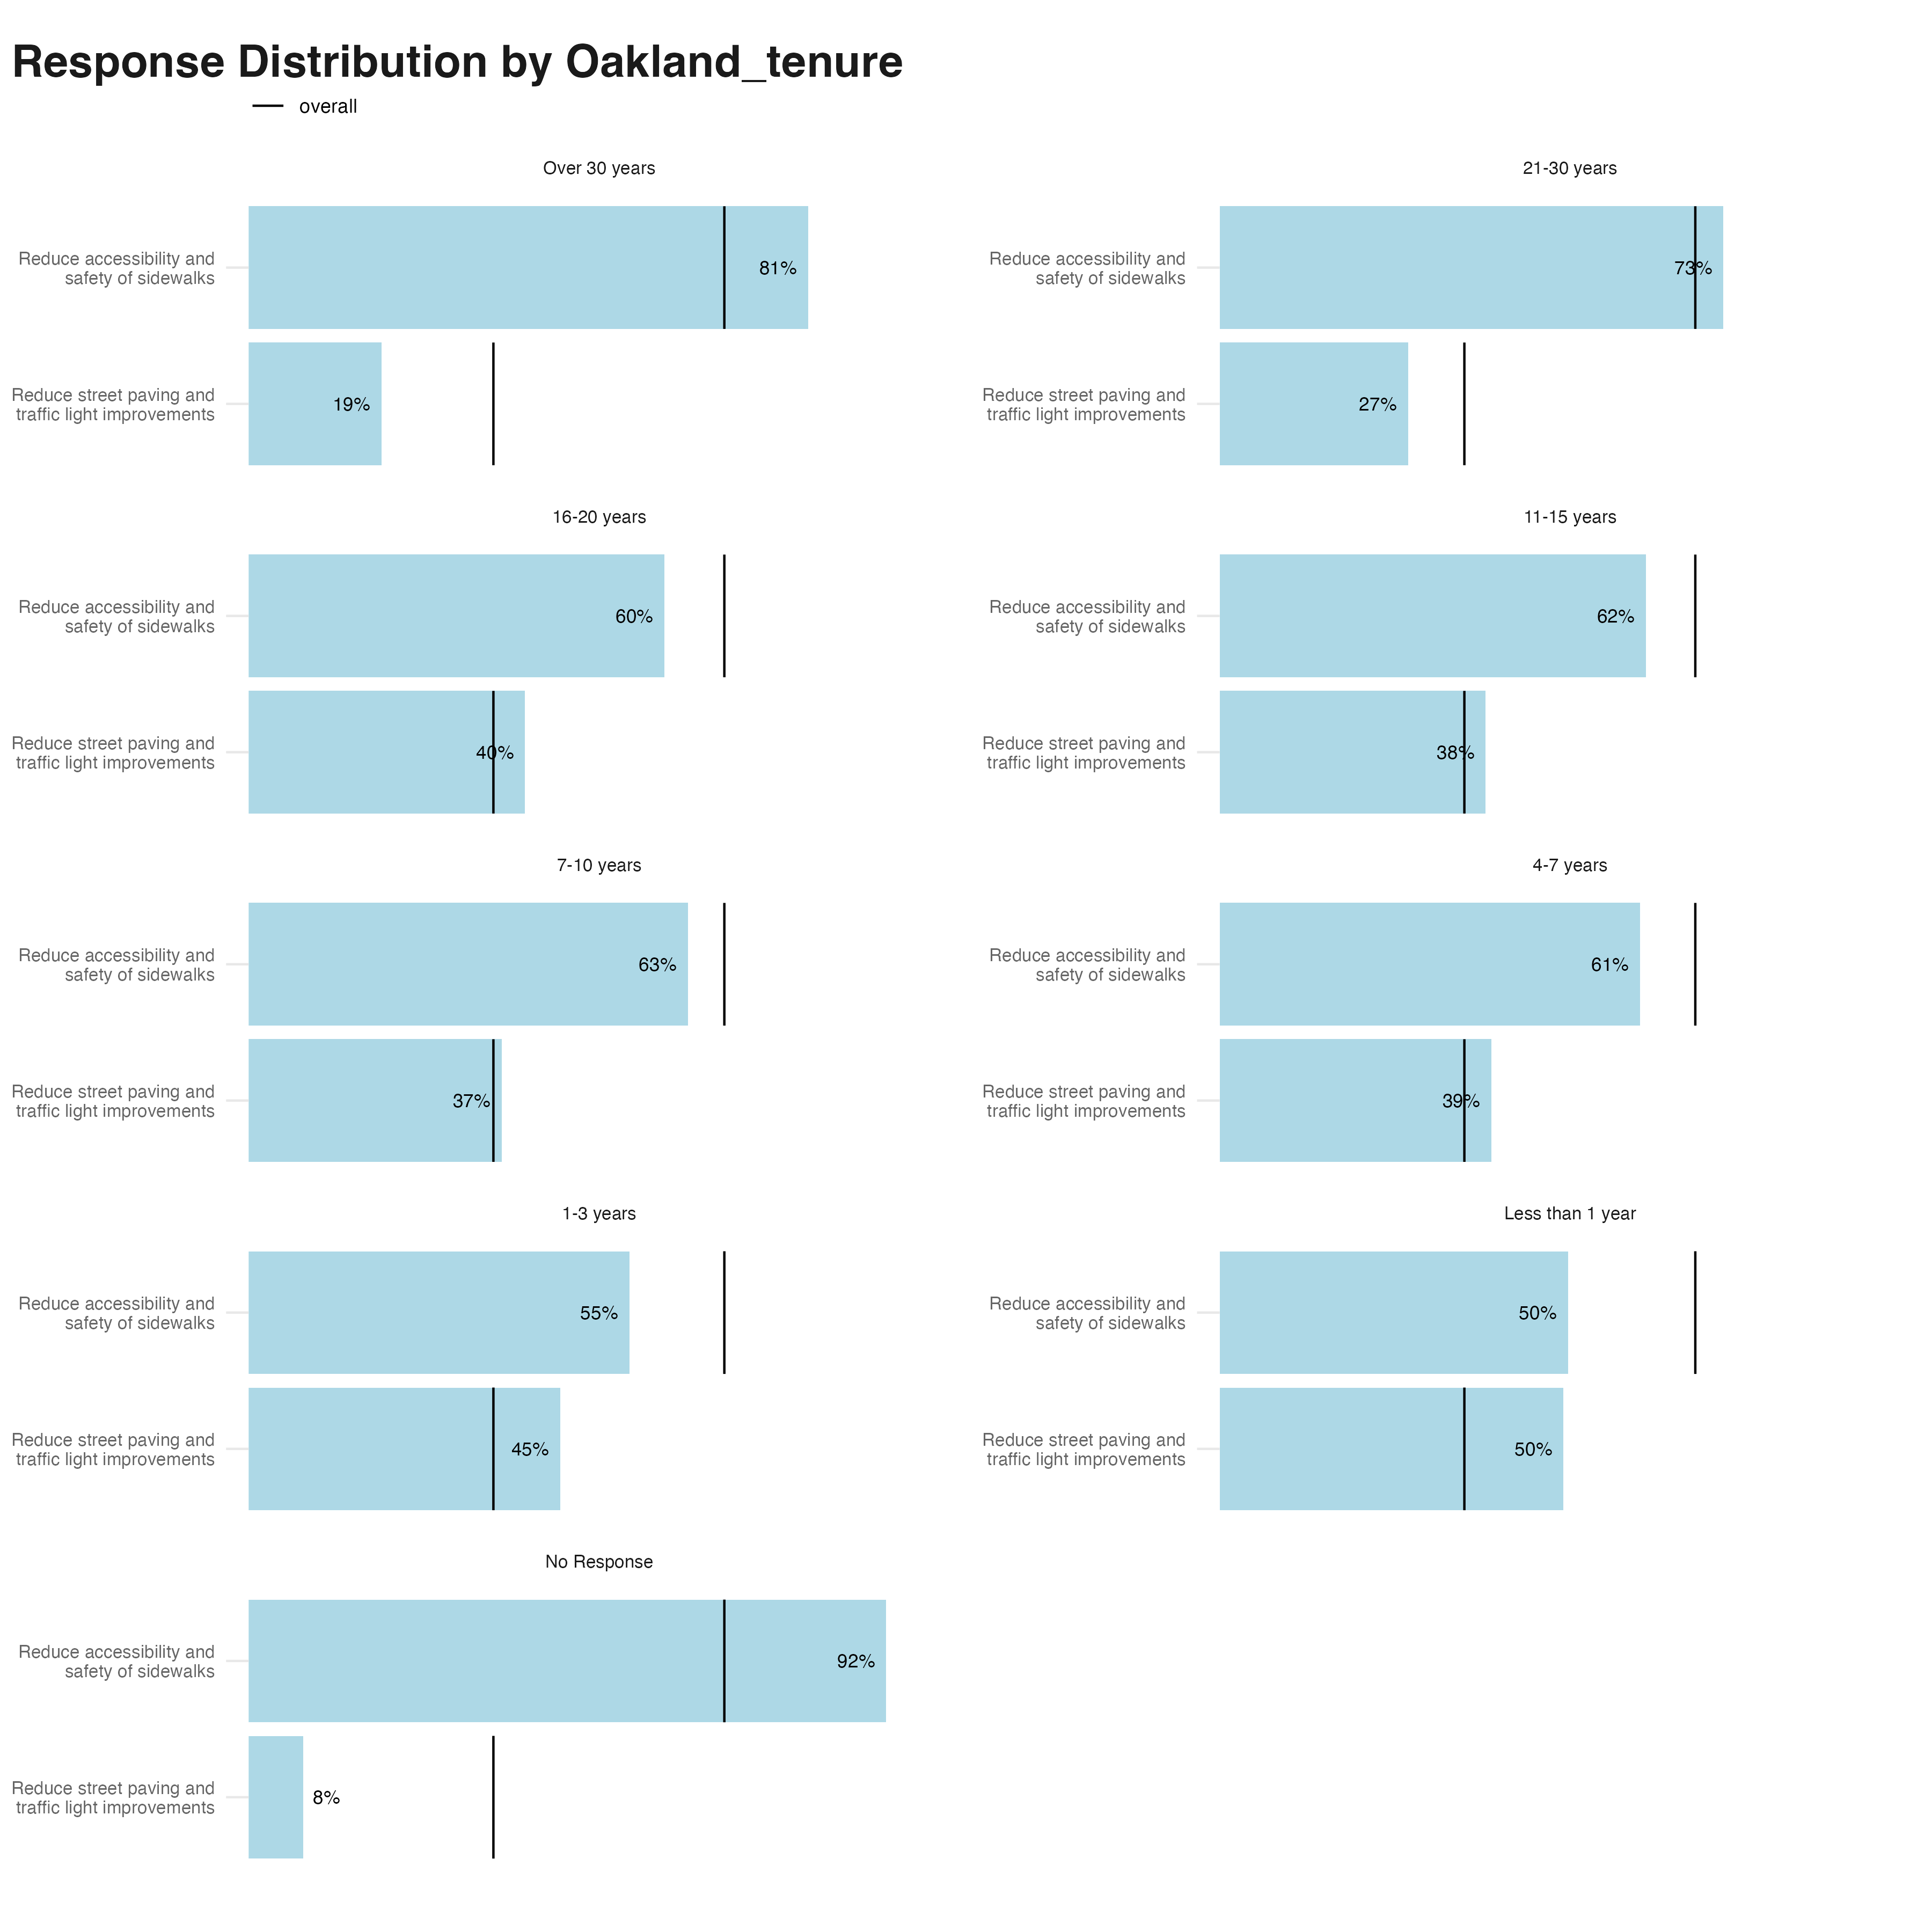 Response Distribution by Oakland_tenure
overall
Over 30 years
Reduce accessibility and
safety of sidewalks
81%
Reduce street paving and
traffic light improvements
19%
21-30 years
Reduce accessibility and
safety of sidewalks
73%
Reduce street paving and
traffic light improvements
27%
16-20 years
Reduce accessibility and
safety of sidewalks
60%
Reduce street paving and
traffic light improvements
40%
11-15 years
Reduce accessibility and
safety of sidewalks
62%
Reduce street paving and
traffic light improvements
38%
7-10 years
Reduce accessibility and
safety of sidewalks
63%
Reduce street paving and
traffic light improvements
37%
4-7 years
Reduce accessibility and
safety of sidewalks
61%
Reduce street paving and
traffic light improvements
39%
1-3 years
Reduce accessibility and
safety of sidewalks
55%
Reduce street paving and
traffic light improvements
45%
Less than 1 year
Reduce accessibility and
safety of sidewalks
50%
Reduce street paving and
traffic light improvements
50%
No Response
Reduce accessibility and
safety of sidewalks
92%
Reduce street paving and
traffic light improvements
8%